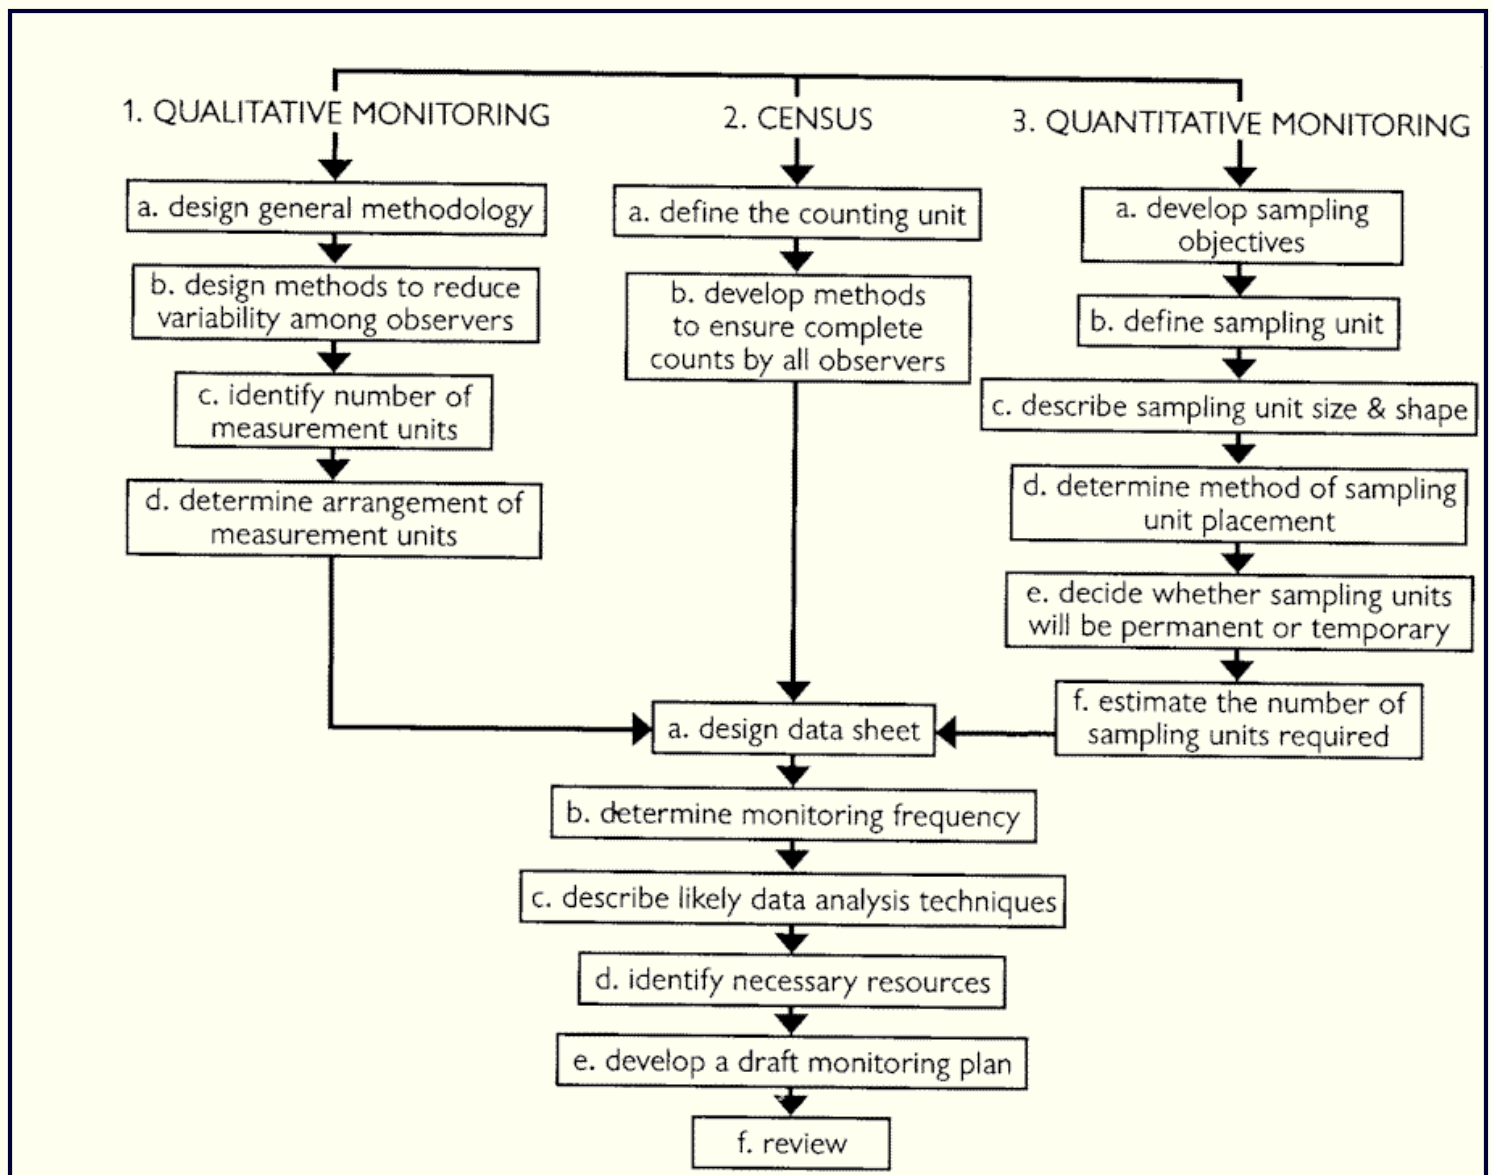 1. QUALITATIVE MONITORING
a. design general methodology
b. design methods to reduce
variability among observers
c. identify number of
measurement units
d. determine arrangement of
measurement units
2. CENSUS
a. define the counting unit
b. develop methods
to ensure complete
counts by all observers
3. QUANTITATIVE MONITORING
a. develop sampling
objectives
b. define sampling unit
c. describe sampling unit size & shape
d. determine method of sampling
unit placement
e. decide whether sampling units
will be permanent or temporary
f. estimate the number of
sampling units required
a. design data sheet
b. determine monitoring frequency
c. describe likely data analysis techniques
d. identify necessary resources
e. develop a draft monitoring plan
f. review